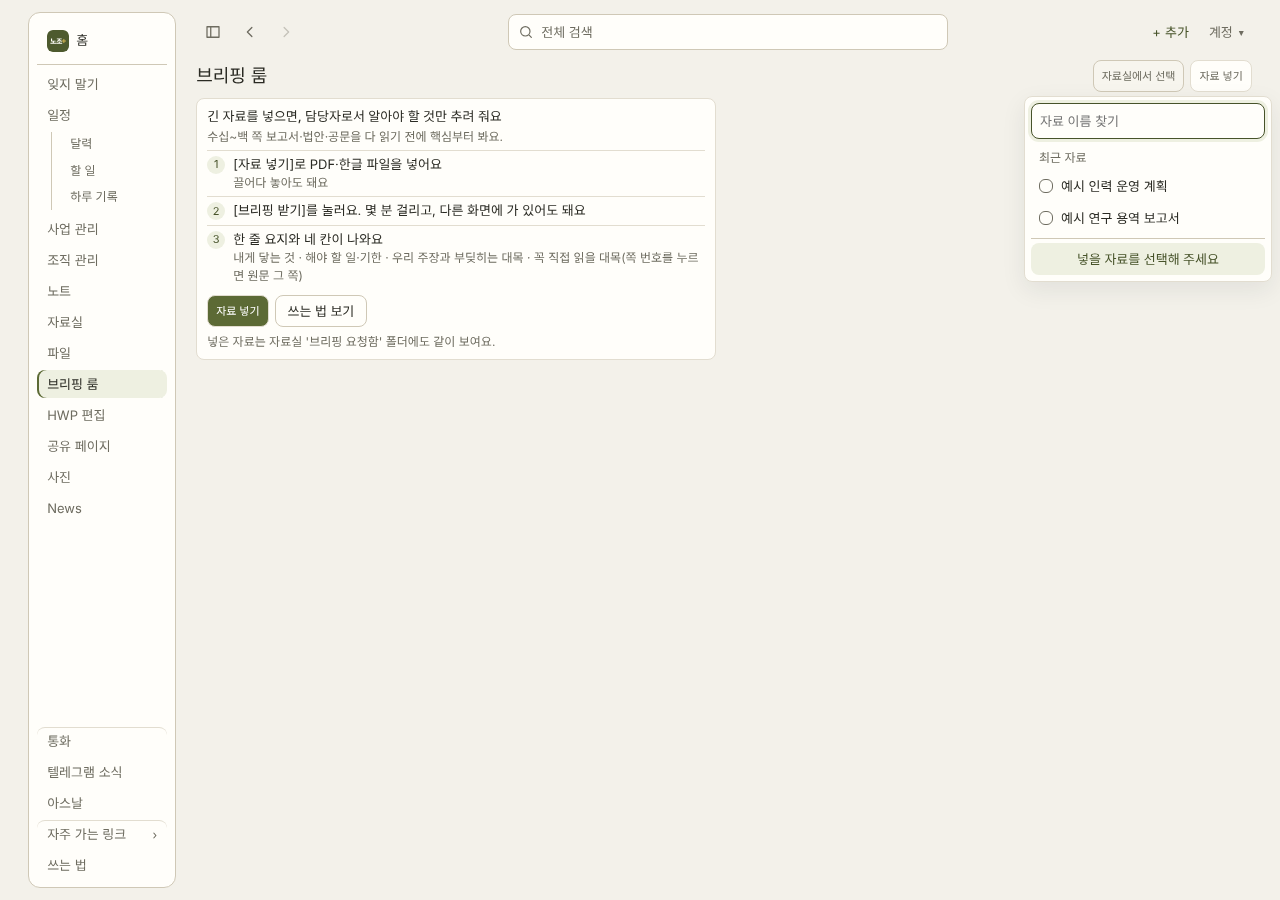 노조+ 홈
잊지 말기
일정
달력
할 일
하루 기록
사업 관리
조직 관리
노트
자료실
파일
브리핑 룸
HWP 편집
공유 페이지
사진
News
통화
텔레그램 소식
아스날
자주 가는 링크 ›
쓰는 법
전체 검색
+ 추가 계정 ▾
브리핑 룸
자료실에서 선택 자료 넣기
긴 자료를 넣으면, 담당자로서 알아야 할 것만 추려 줘요
수십~백 쪽 보고서·법안·공문을 다 읽기 전에 핵심부터 봐요.
1 [자료 넣기]로 PDF·한글 파일을 넣어요
끌어다 놓아도 돼요
2 [브리핑 받기]를 눌러요. 몇 분 걸리고, 다른 화면에 가 있어도 돼요
3 한 줄 요지와 네 칸이 나와요
내게 닿는 것 · 해야 할 일·기한 · 우리 주장과 부딪히는 대목 · 꼭 직접 읽을 대목(쪽 번호를 누르
면 원문 그 쪽)
자료 넣기 쓰는 법 보기
넣은 자료는 자료실 '브리핑 요청함' 폴더에도 같이 보여요.
자료 이름 찾기
최근 자료
예시 인력 운영 계획
예시 연구 용역 보고서
넣을 자료를 선택해 주세요